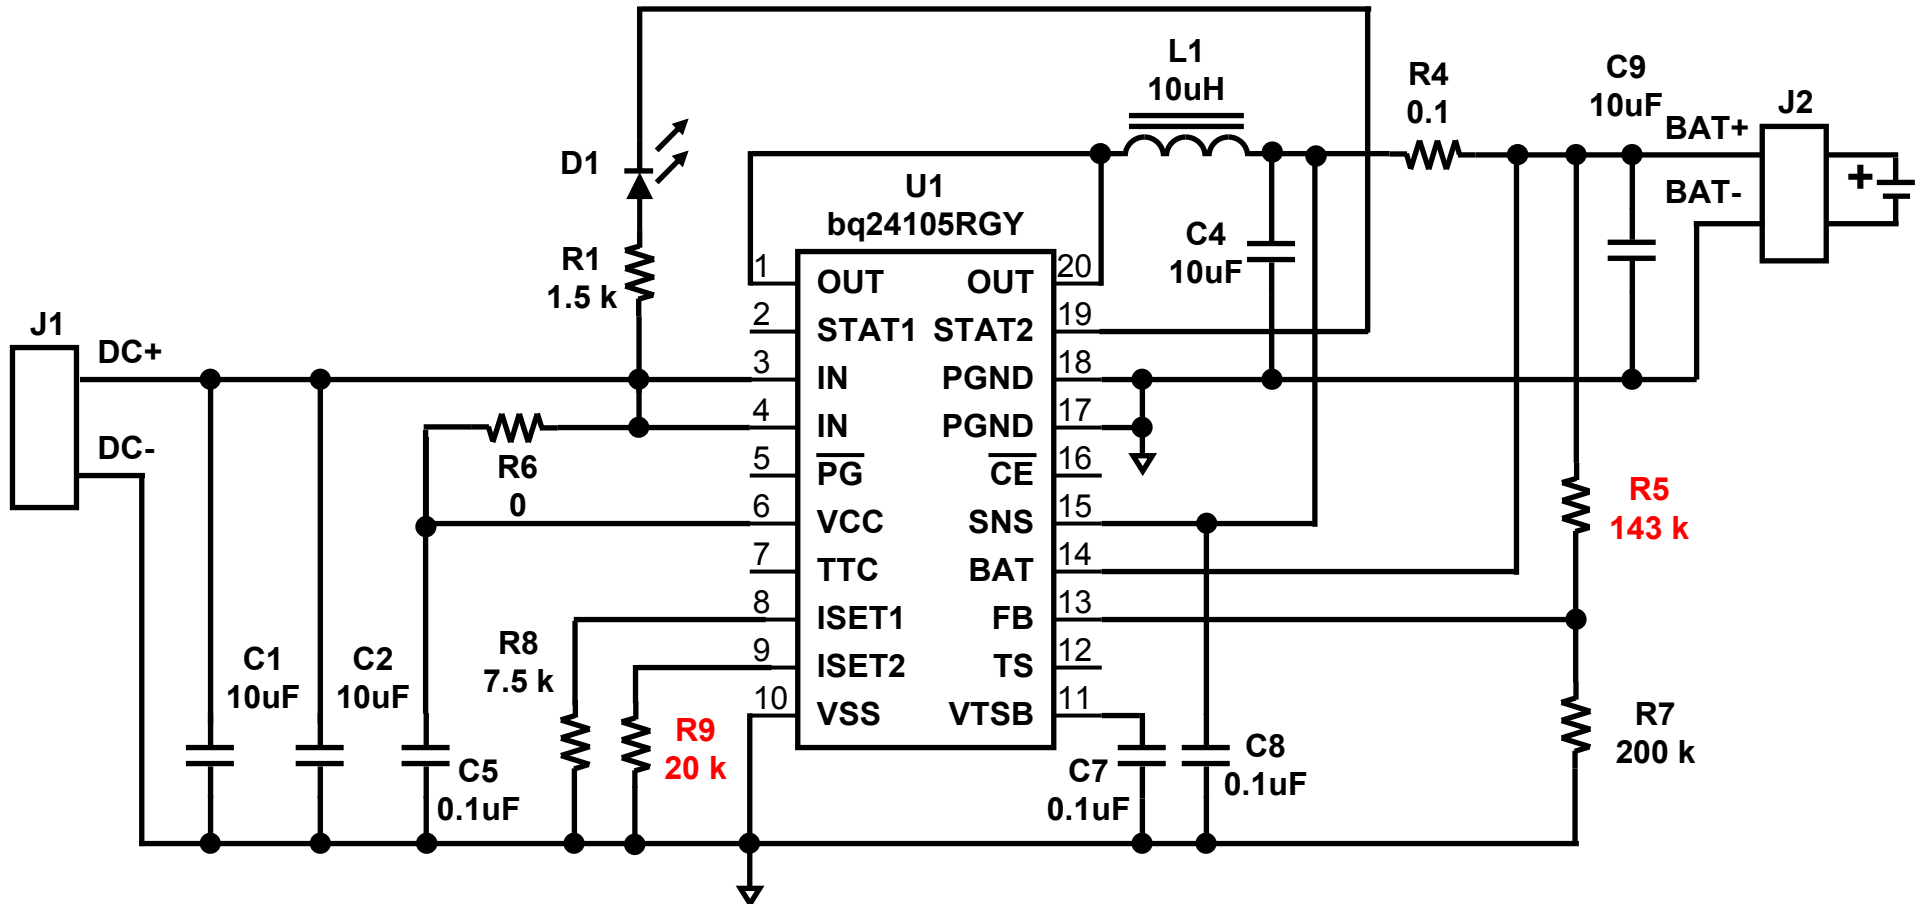 L1
10uH
R4
0.1
C9
10uF
J2
BAT+
BAT-
+
D1
U1
bq24105RGY
C4
10uF
R1
1.5 k
J1
DC+
DC-
R6
0
1
OUT
OUT
20
2
STAT1
STAT2
19
3
IN
PGND
18
4
IN
PGND
17
5
PG
CE
16
6
VCC
SNS
15
7
TTC
BAT
14
8
ISET1
FB
13
9
ISET2
TS
12
10
VSS
VTSB
11
R5
143 k
C1
10uF
C2
10uF
C5
0.1uF
R8
7.5 k
R9
20 k
C7
0.1uF
C8
0.1uF
R7
200 k